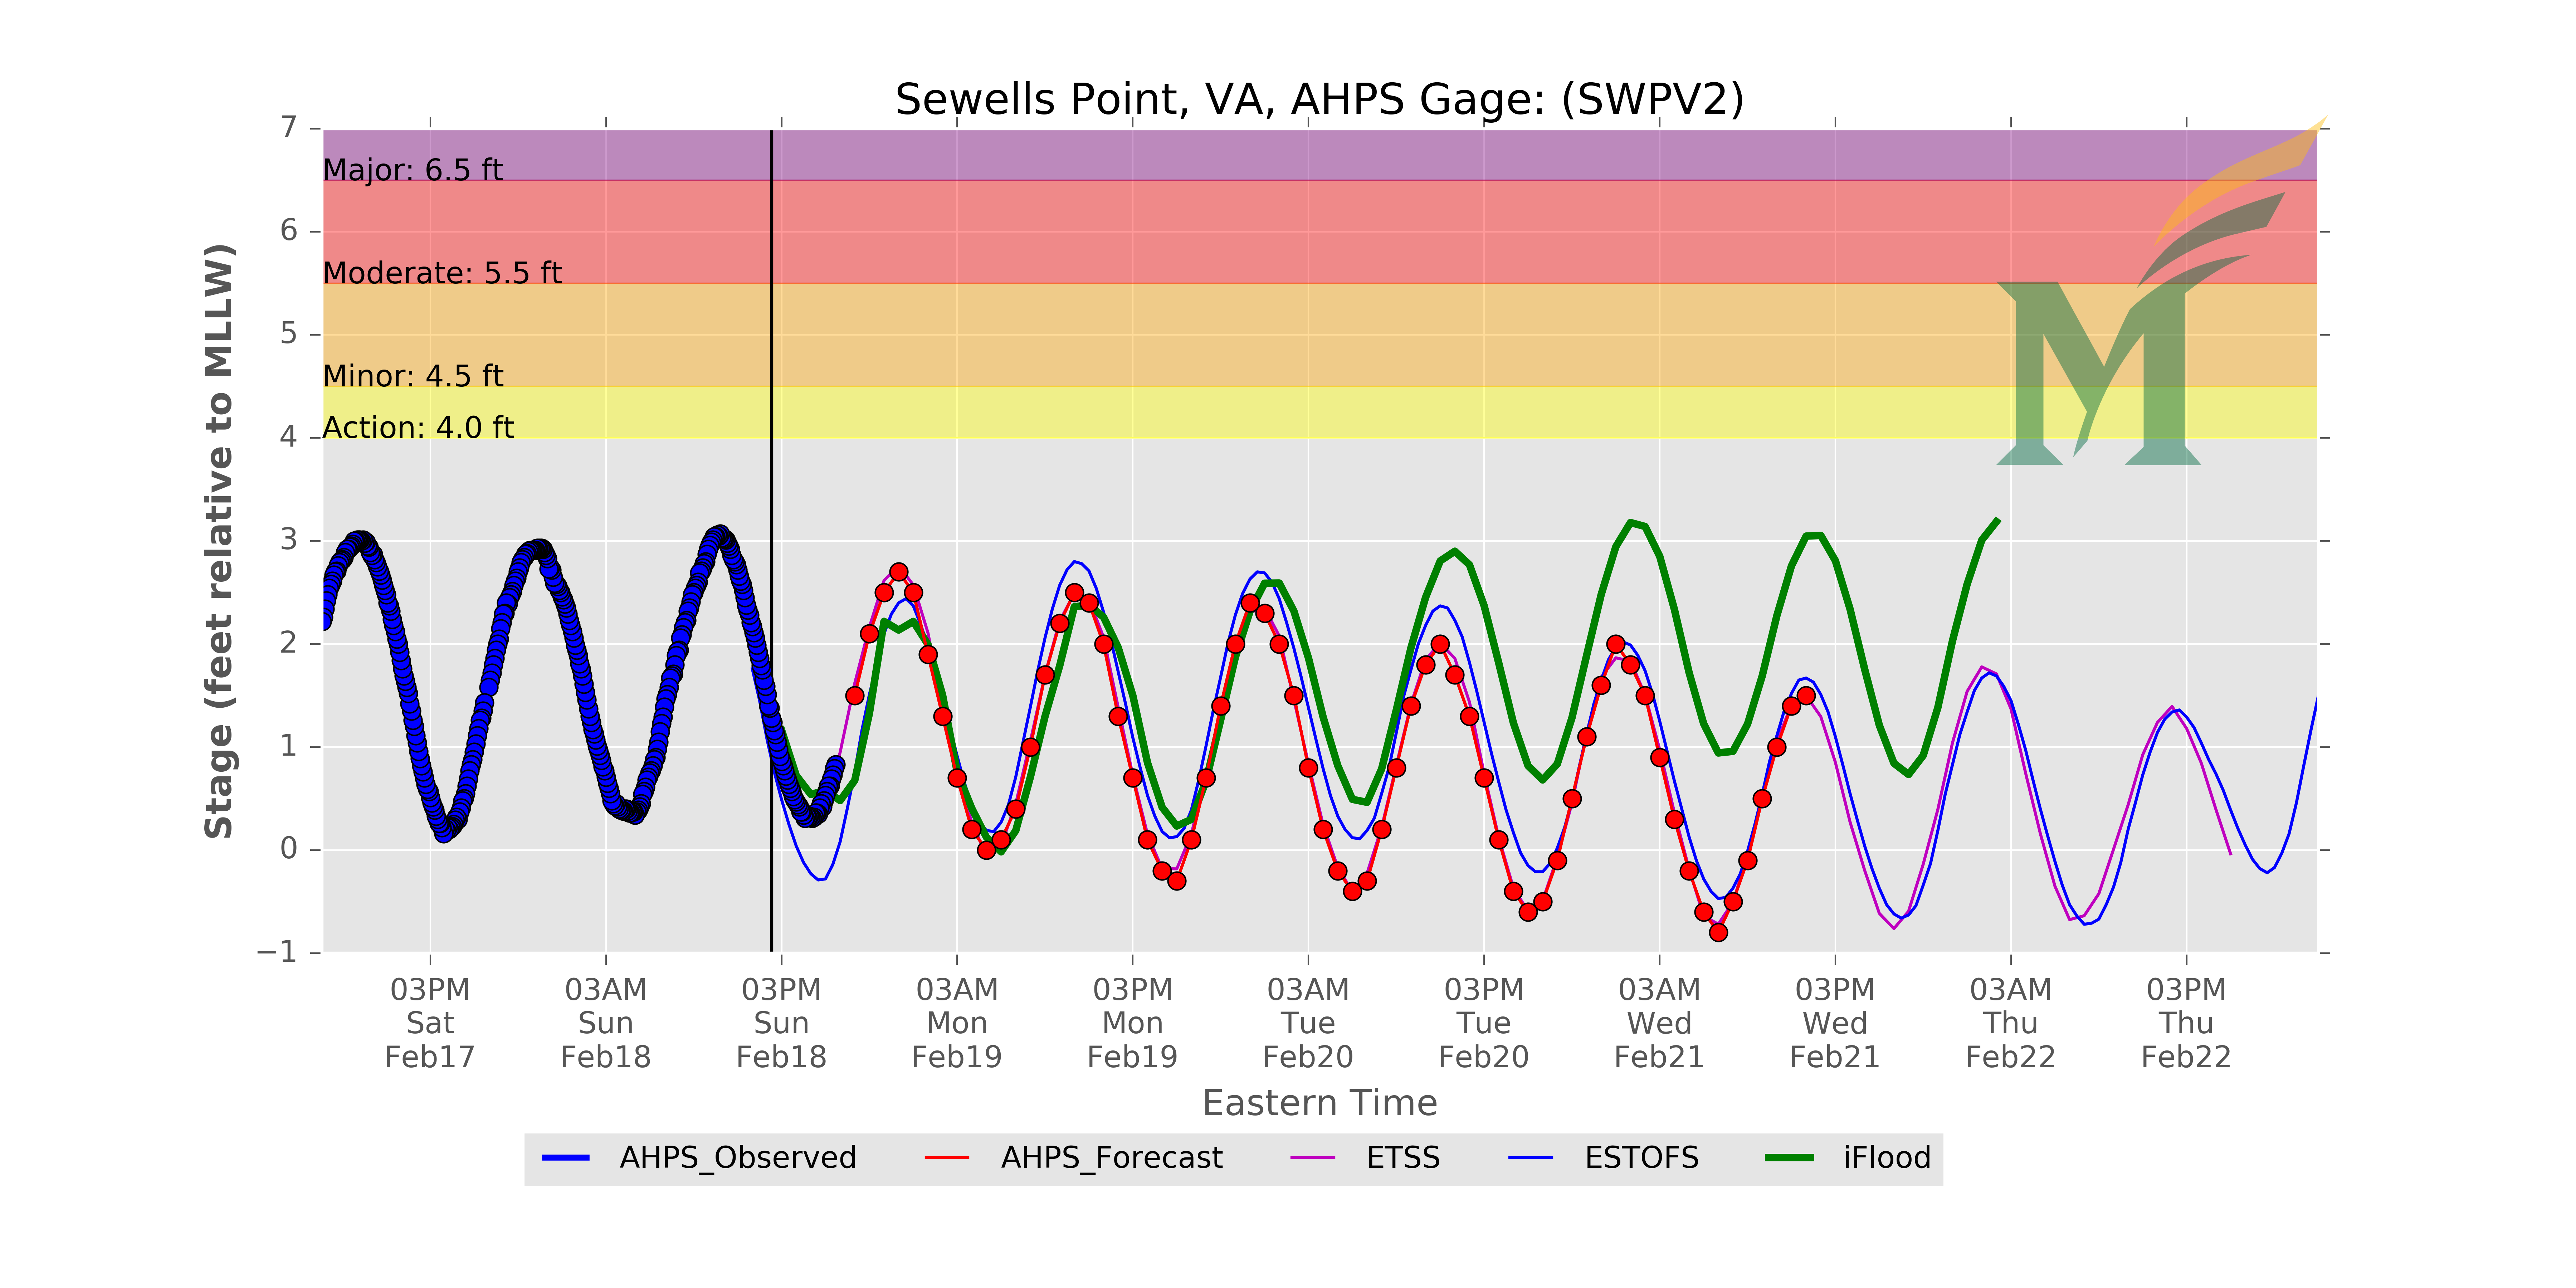 Sewells Point, VA, AHPS Gage: (SWPV2)
Stage (feet relative to MLLW)
7
6
5
4
3
2
1
0
−1
Major: 6.5 ft
Moderate: 5.5 ft
Minor: 4.5 ft
Action: 4.0 ft
M
03PM 03AM 03PM 03AM 03PM 03AM 03PM 03AM 03PM 03AM 03PM
Sat Sun Sun Mon Mon Tue Tue Wed Wed Thu Thu
Feb17 Feb18 Feb18 Feb19 Feb19 Feb20 Feb20 Feb21 Feb21 Feb22 Feb22
Eastern Time
AHPS_Observed AHPS_Forecast ETSS ESTOFS iFlood